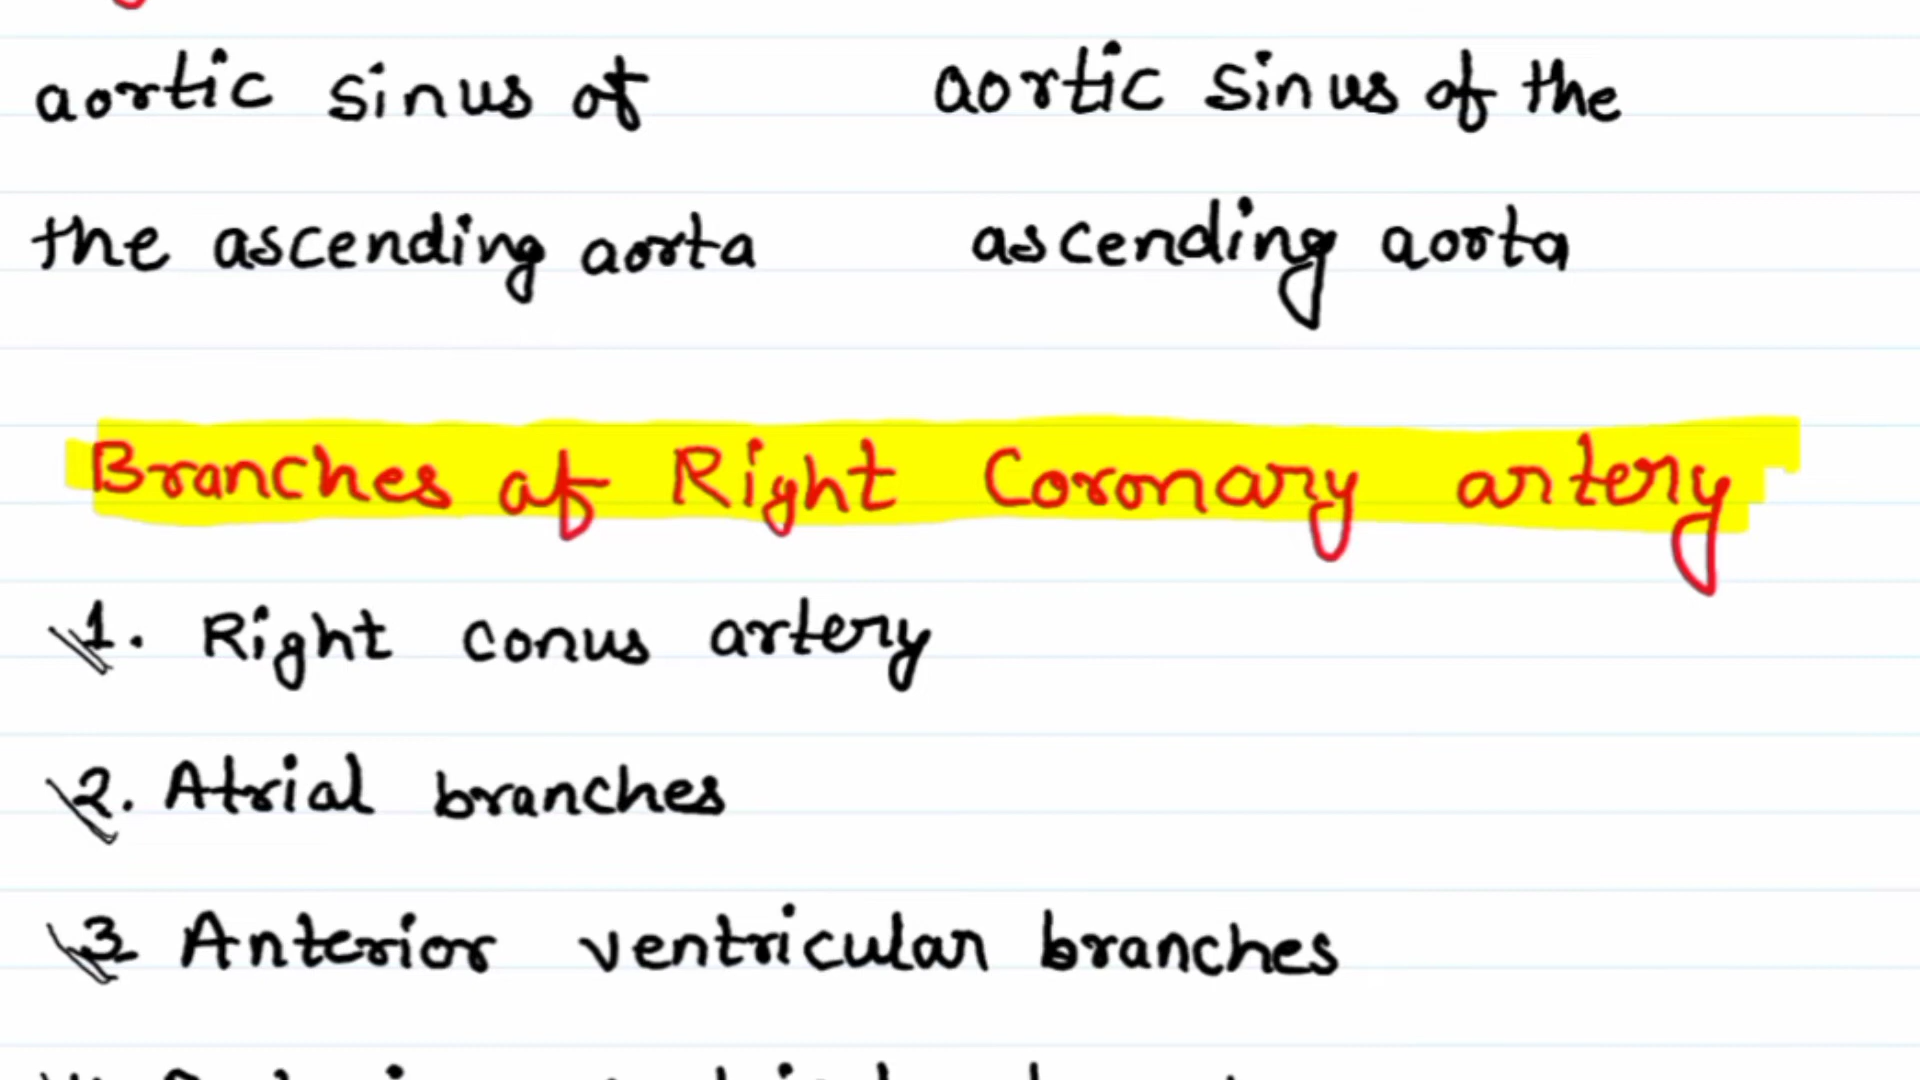 aortic sinus of
the ascending aorta
aortic sinus of the
ascending aorta
Branches of Right Coronary artery
1. Right conus artery
2. Atrial branches
3 Anterior ventricular branches